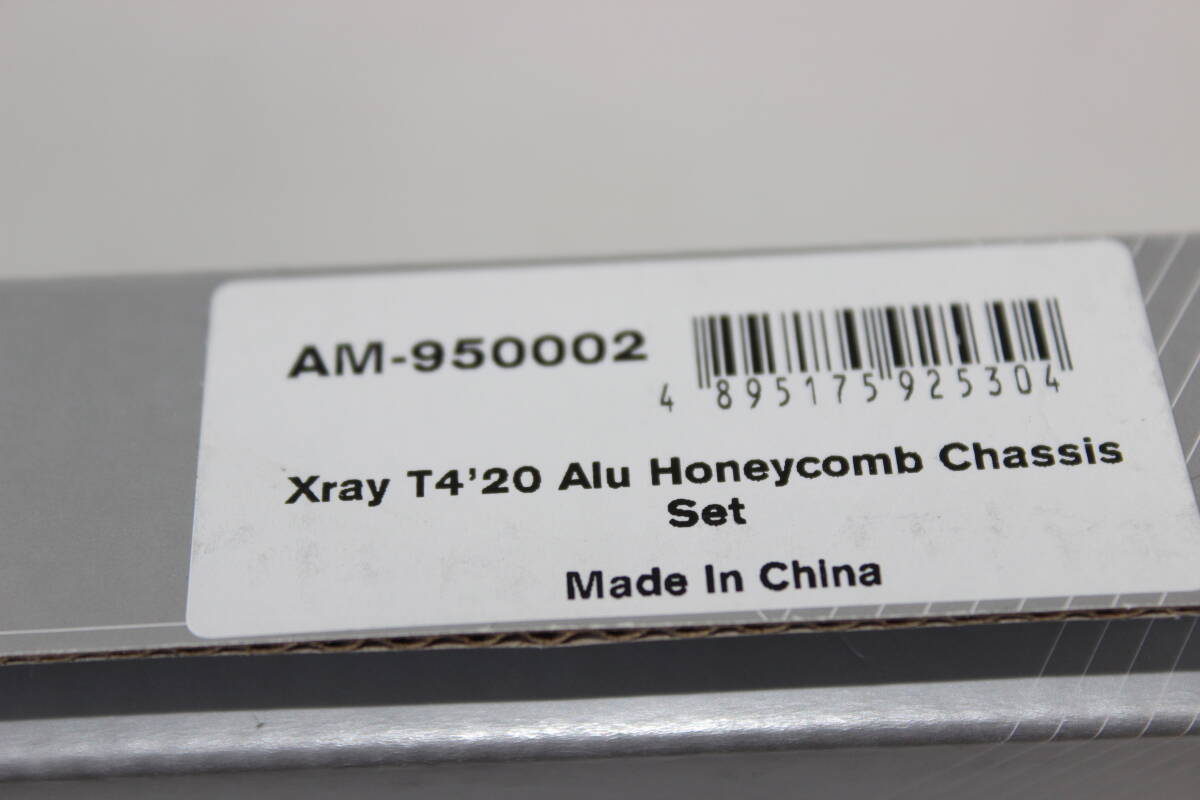 AM-950002
4 895175 925304
Xray T4'20 Alu Honeycomb Chassis
Set
Made In China